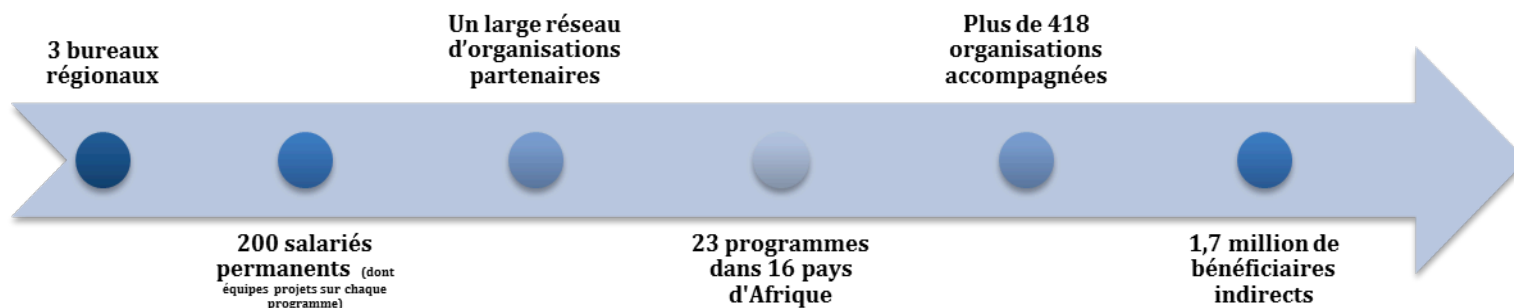 3 bureaux
régionaux
200 salariés
permanents (dont
équipes projets sur chaque
programme)
Un large réseau
d’organisations
partenaires
23 programmes
dans 16 pays
d'Afrique
Plus de 418
organisations
accompagnées
1,7 million de
bénéficiaires
indirects